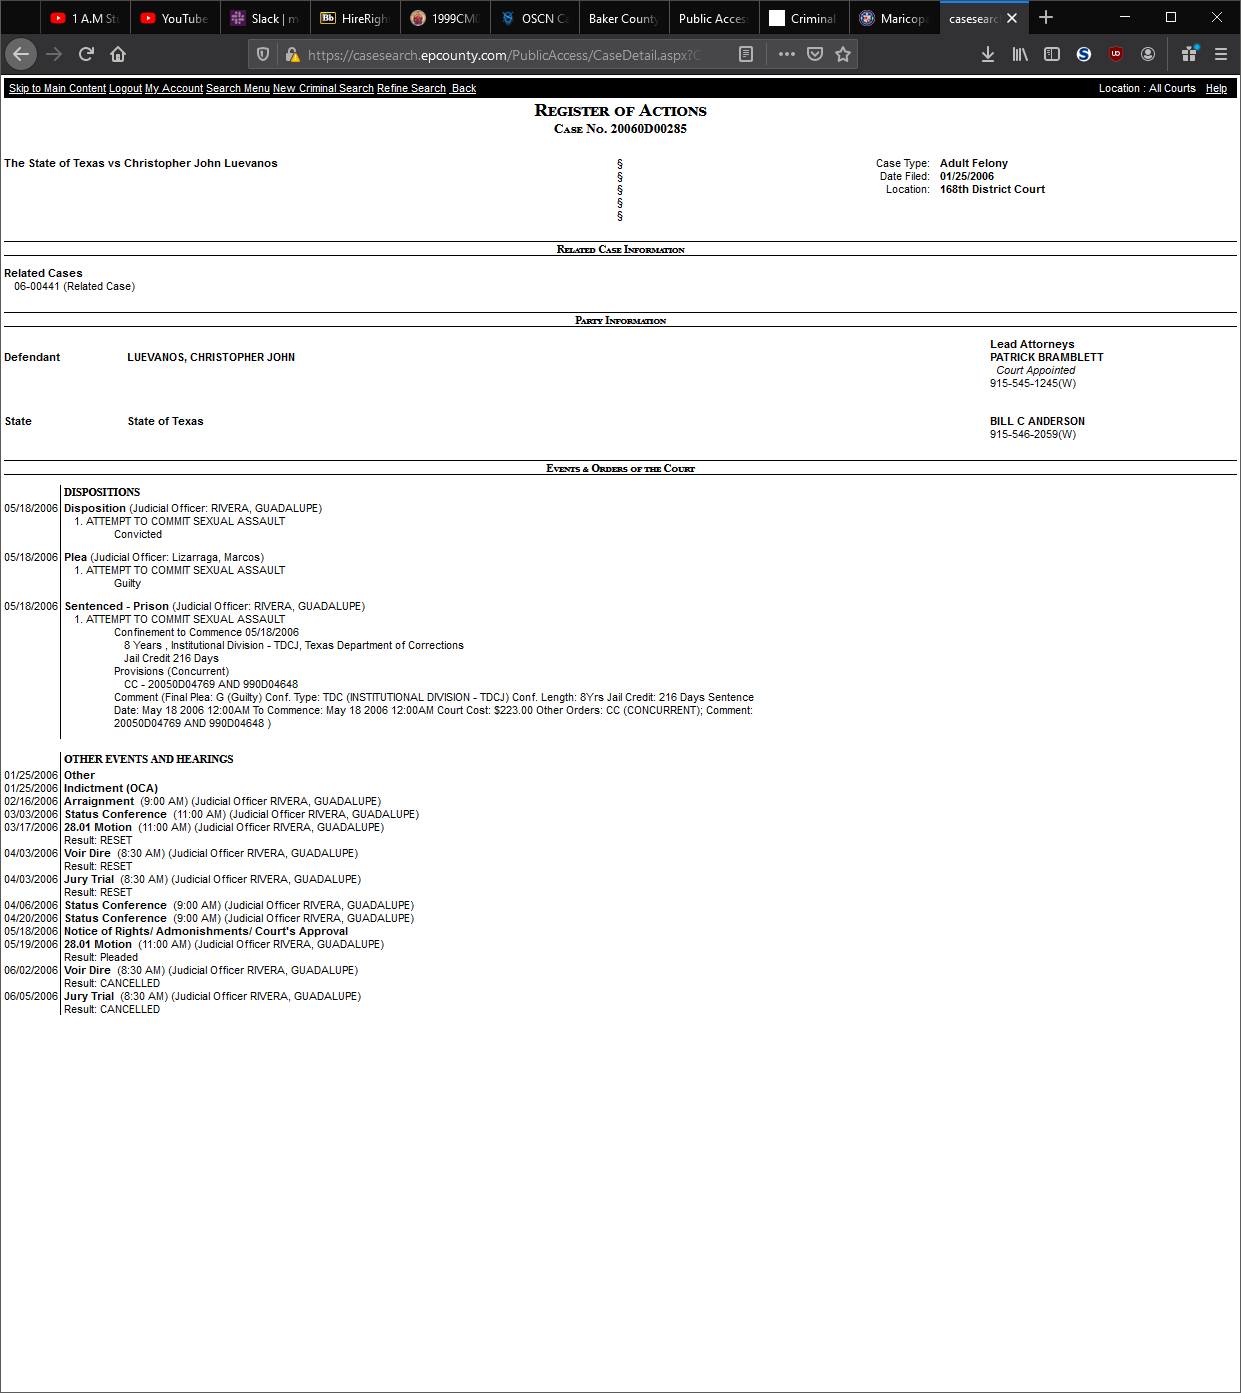 1 A.M Stu
YouTube
Slack | m
HireRigh
1999CM0
OSCN Ca
Baker County
Public Access
Criminal
Maricopa
casesearc
https://casesearch.epcounty.com/PublicAccess/CaseDetail.aspx?C
Skip to Main Content Logout My Account Search Menu New Criminal Search Refine Search Back
Location : All Courts Help
Register of Actions
Case No. 20060D00285
The State of Texas vs Christopher John Luevanos
§
§
§
§
§
Case Type: Adult Felony
Date Filed: 01/25/2006
Location: 168th District Court
Related Case Information
Related Cases
06-00441 (Related Case)
Party Information
Lead Attorneys
Defendant LUEVANOS, CHRISTOPHER JOHN PATRICK BRAMBLETT
Court Appointed
915-545-1245(W)
State State of Texas BILL C ANDERSON
915-546-2059(W)
Events & Orders of the Court
DISPOSITIONS
05/18/2006 Disposition (Judicial Officer: RIVERA, GUADALUPE)
1. ATTEMPT TO COMMIT SEXUAL ASSAULT
Convicted
05/18/2006 Plea (Judicial Officer: Lizarraga, Marcos)
1. ATTEMPT TO COMMIT SEXUAL ASSAULT
Guilty
05/18/2006 Sentenced - Prison (Judicial Officer: RIVERA, GUADALUPE)
1. ATTEMPT TO COMMIT SEXUAL ASSAULT
Confinement to Commence 05/18/2006
8 Years , Institutional Division - TDCJ, Texas Department of Corrections
Jail Credit 216 Days
Provisions (Concurrent)
CC - 20050D04769 AND 990D04648
Comment (Final Plea: G (Guilty) Conf. Type: TDC (INSTITUTIONAL DIVISION - TDCJ) Conf. Length: 8Yrs Jail Credit: 216 Days Sentence
Date: May 18 2006 12:00AM To Commence: May 18 2006 12:00AM Court Cost: $223.00 Other Orders: CC (CONCURRENT); Comment:
20050D04769 AND 990D04648 )
OTHER EVENTS AND HEARINGS
01/25/2006 Other
01/25/2006 Indictment (OCA)
02/16/2006 Arraignment (9:00 AM) (Judicial Officer RIVERA, GUADALUPE)
03/03/2006 Status Conference (11:00 AM) (Judicial Officer RIVERA, GUADALUPE)
03/17/2006 28.01 Motion (11:00 AM) (Judicial Officer RIVERA, GUADALUPE)
Result: RESET
04/03/2006 Voir Dire (8:30 AM) (Judicial Officer RIVERA, GUADALUPE)
Result: RESET
04/03/2006 Jury Trial (8:30 AM) (Judicial Officer RIVERA, GUADALUPE)
Result: RESET
04/06/2006 Status Conference (9:00 AM) (Judicial Officer RIVERA, GUADALUPE)
04/20/2006 Status Conference (9:00 AM) (Judicial Officer RIVERA, GUADALUPE)
05/18/2006 Notice of Rights/ Admonishments/ Court's Approval
05/19/2006 28.01 Motion (11:00 AM) (Judicial Officer RIVERA, GUADALUPE)
Result: Pleaded
06/02/2006 Voir Dire (8:30 AM) (Judicial Officer RIVERA, GUADALUPE)
Result: CANCELLED
06/05/2006 Jury Trial (8:30 AM) (Judicial Officer RIVERA, GUADALUPE)
Result: CANCELLED